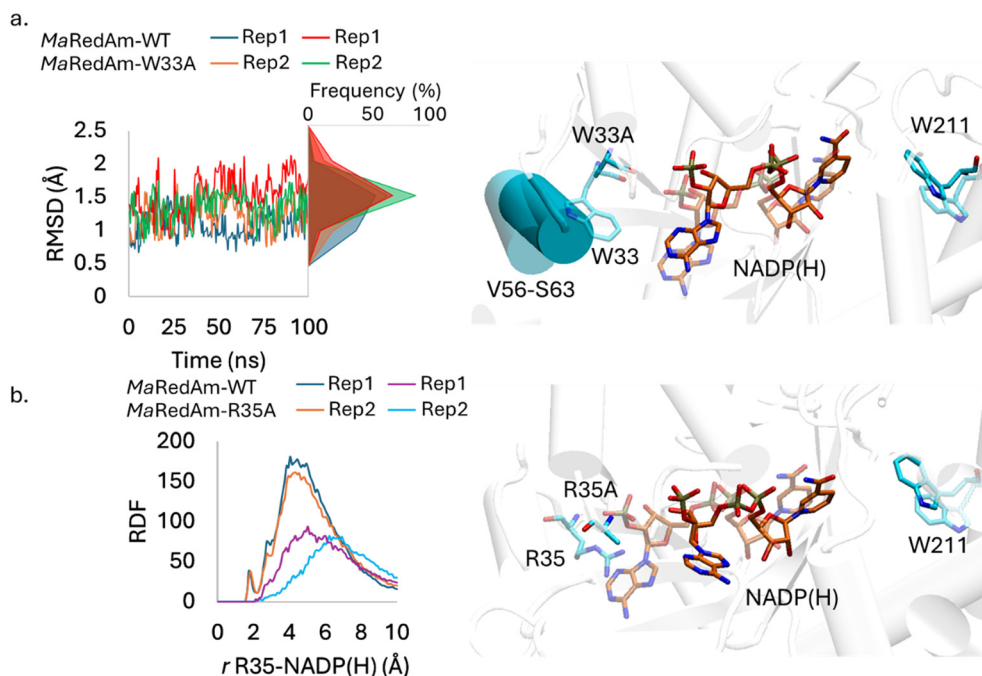 a.
MaRedAm-WT Rep1 Rep1
MaRedAm-W33A Rep2 Rep2
Frequency (%)
0 50 100
2.5
2
1.5
1
0.5
0
RMSD (Å)
0 25 50 75 100
Time (ns)
W33A
W211
W33
V56-S63
NADP(H)
b.
MaRedAm-WT Rep1 Rep1
MaRedAm-R35A Rep2 Rep2
200
150
100
50
0
RDF
0 2 4 6 8 10
r R35-NADP(H) (Å)
R35A
R35
W211
NADP(H)